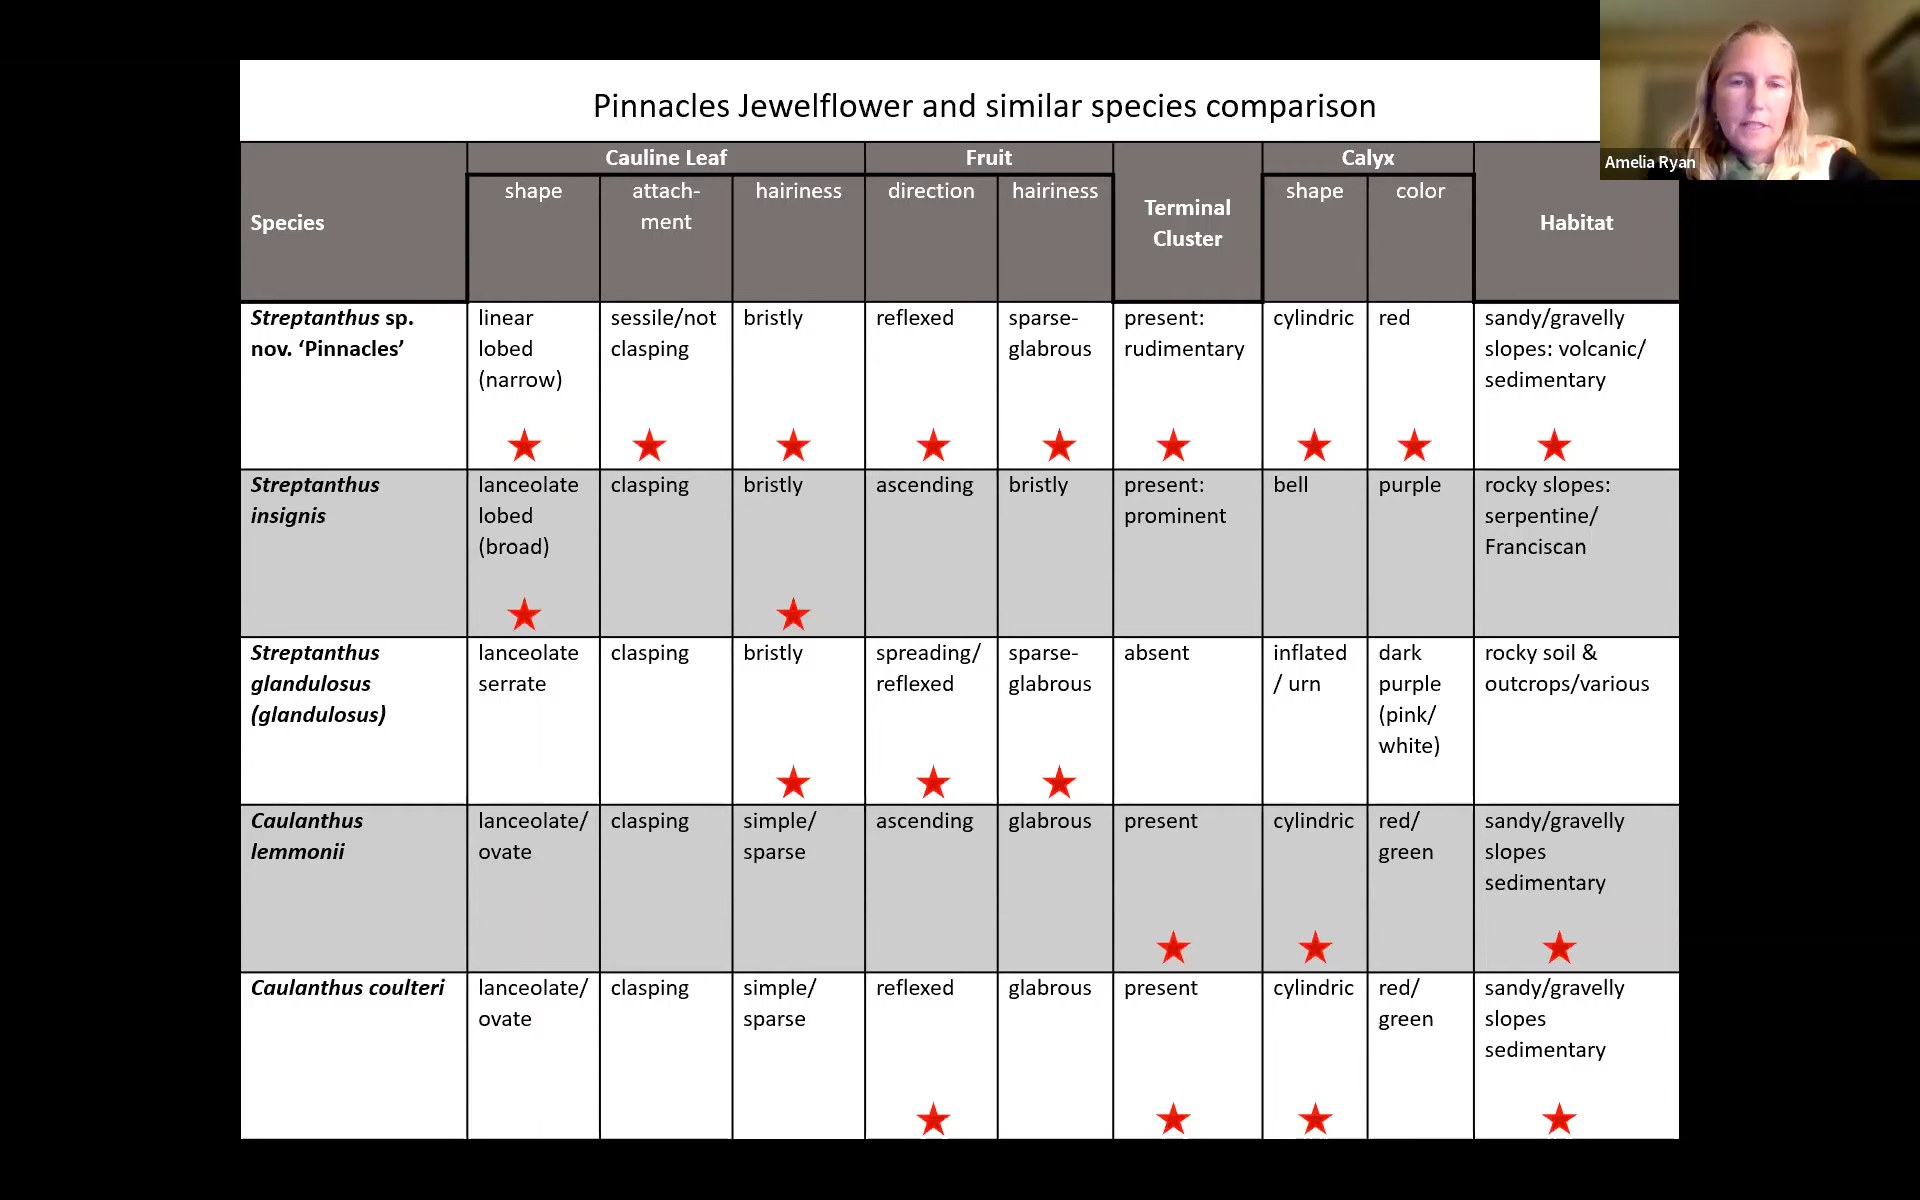 Pinnacles Jewelflower and similar species comparison
Amelia Ryan
Species
Cauline Leaf
Fruit
Terminal
Cluster
Calyx
Habitat
shape
attach-
ment
hairiness
direction
hairiness
shape
color
Streptanthus sp.
nov. ‘Pinnacles’
linear
lobed
(narrow)
sessile/not
clasping
bristly
reflexed
sparse-
glabrous
present:
rudimentary
cylindric
red
sandy/gravelly
slopes: volcanic/
sedimentary
Streptanthus
insignis
lanceolate
lobed
(broad)
clasping
bristly
ascending
bristly
present:
prominent
bell
purple
rocky slopes:
serpentine/
Franciscan
Streptanthus
glandulosus
(glandulosus)
lanceolate
serrate
clasping
bristly
spreading/
reflexed
sparse-
glabrous
absent
inflated
/ urn
dark
purple
(pink/
white)
rocky soil &
outcrops/various
Caulanthus
lemmonii
lanceolate/
ovate
clasping
simple/
sparse
ascending
glabrous
present
cylindric
red/
green
sandy/gravelly
slopes
sedimentary
Caulanthus coulteri
lanceolate/
ovate
clasping
simple/
sparse
reflexed
glabrous
present
cylindric
red/
green
sandy/gravelly
slopes
sedimentary